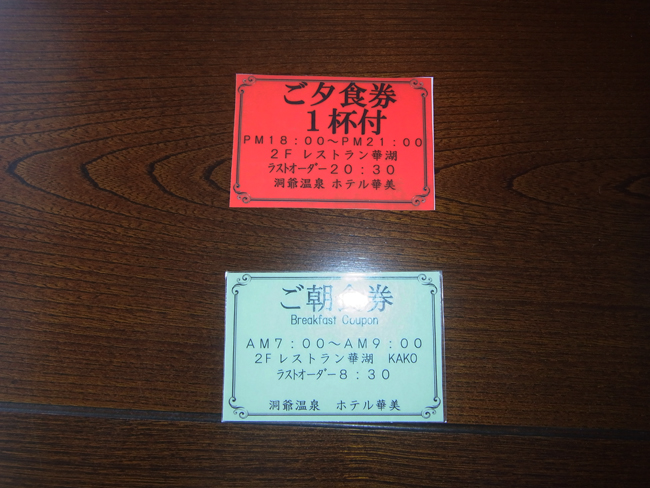 ご夕食券
1杯付
PM18:00～PM21:00
2F レストラン華湖
ラストオーダー20:30
洞爺温泉 ホテル華美
ご朝食券
Breakfast Coupon
AM7:00～AM9:00
2F レストラン華湖 KAKO
ラストオーダー8:30
洞爺温泉 ホテル華美